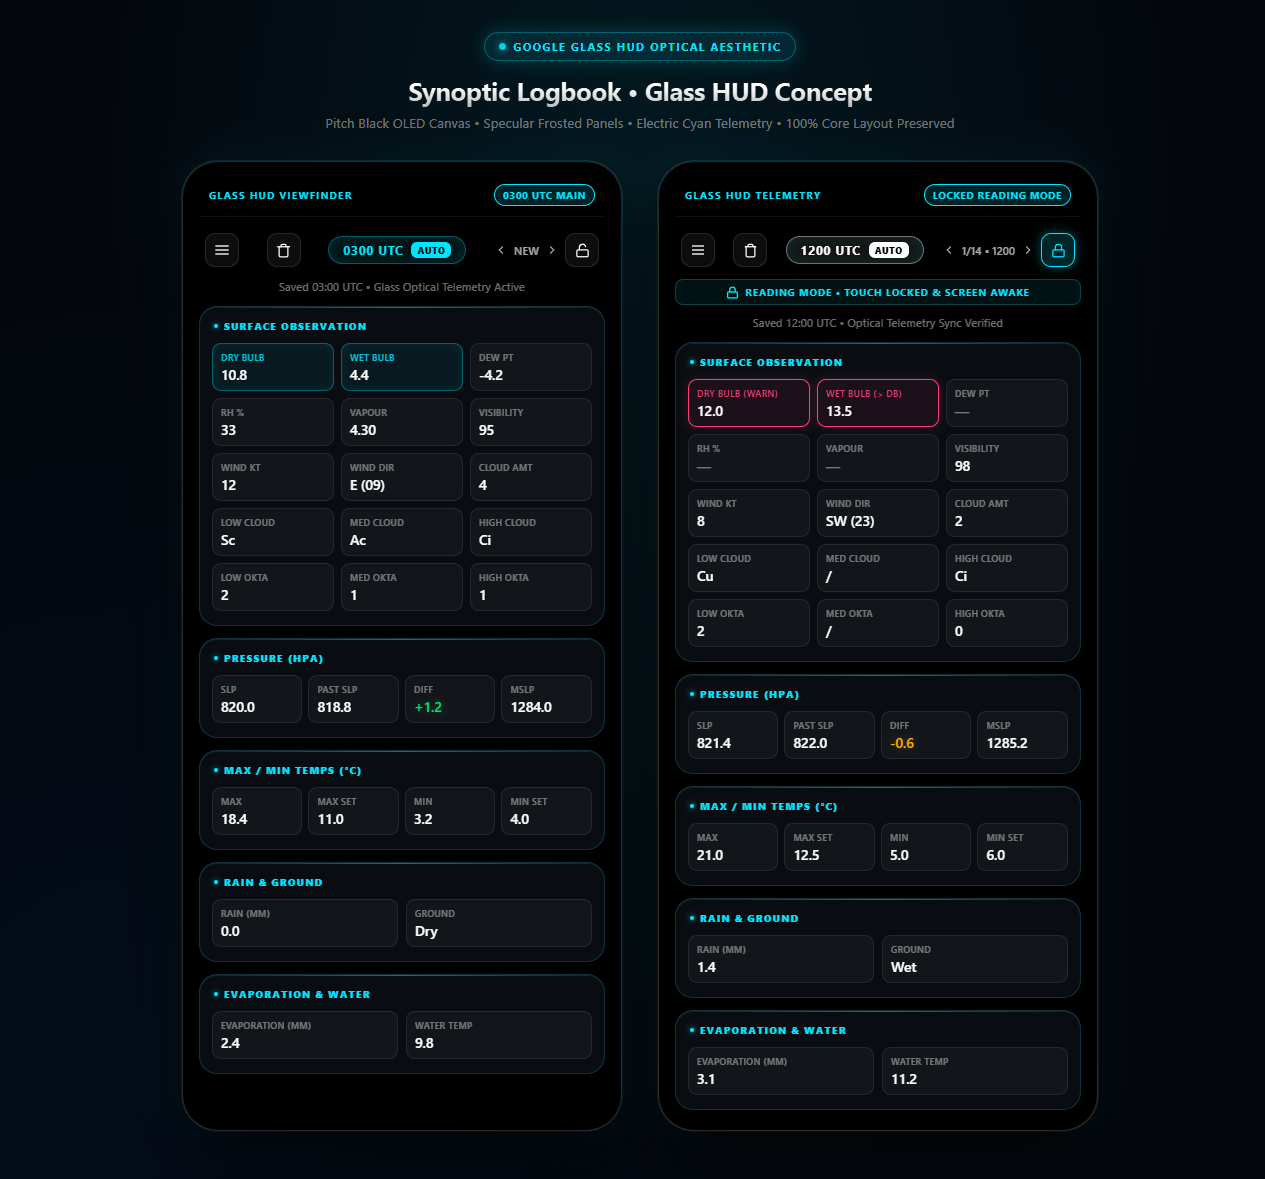 GOOGLE GLASS HUD OPTICAL AESTHETIC
Synoptic Logbook • Glass HUD Concept
Pitch Black OLED Canvas • Specular Frosted Panels • Electric Cyan Telemetry • 100% Core Layout Preserved
GLASS HUD VIEWFINDER
0300 UTC MAIN
0300 UTC AUTO
NEW
Saved 03:00 UTC • Glass Optical Telemetry Active
SURFACE OBSERVATION
DRY BULB WET BULB DEW PT
10.8 4.4 -4.2
RH % VAPOUR VISIBILITY
33 4.30 95
WIND KT WIND DIR CLOUD AMT
12 E (09) 4
LOW CLOUD MED CLOUD HIGH CLOUD
Sc Ac Ci
LOW OKTA MED OKTA HIGH OKTA
2 1 1
PRESSURE (HPA)
SLP PAST SLP DIFF MSLP
820.0 818.8 +1.2 1284.0
MAX / MIN TEMPS (°C)
MAX MAX SET MIN MIN SET
18.4 11.0 3.2 4.0
RAIN & GROUND
RAIN (MM) GROUND
0.0 Dry
EVAPORATION & WATER
EVAPORATION (MM) WATER TEMP
2.4 9.8
GLASS HUD TELEMETRY
LOCKED READING MODE
1200 UTC AUTO
1/14 • 1200
READING MODE • TOUCH LOCKED & SCREEN AWAKE
Saved 12:00 UTC • Optical Telemetry Sync Verified
SURFACE OBSERVATION
DRY BULB (WARN) WET BULB (> DB) DEW PT
12.0 13.5 —
RH % VAPOUR VISIBILITY
— — 98
WIND KT WIND DIR CLOUD AMT
8 SW (23) 2
LOW CLOUD MED CLOUD HIGH CLOUD
Cu / Ci
LOW OKTA MED OKTA HIGH OKTA
2 / 0
PRESSURE (HPA)
SLP PAST SLP DIFF MSLP
821.4 822.0 -0.6 1285.2
MAX / MIN TEMPS (°C)
MAX MAX SET MIN MIN SET
21.0 12.5 5.0 6.0
RAIN & GROUND
RAIN (MM) GROUND
1.4 Wet
EVAPORATION & WATER
EVAPORATION (MM) WATER TEMP
3.1 11.2